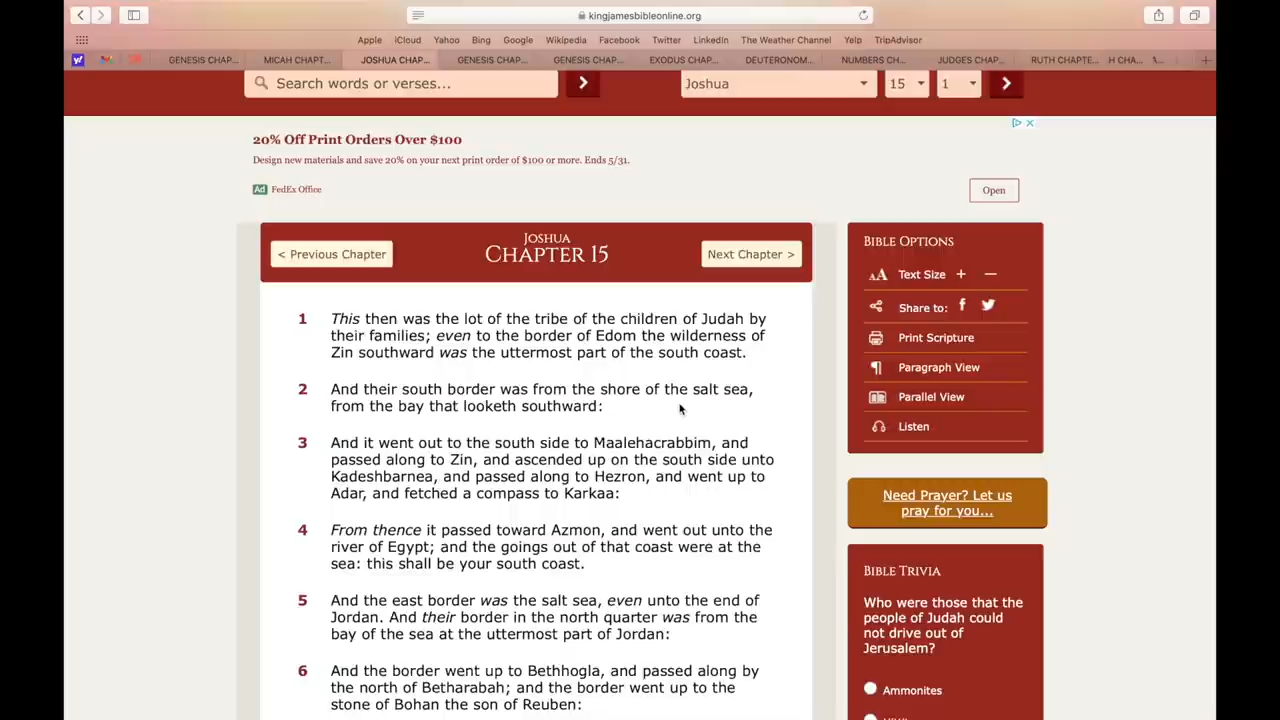 kingjamesbibleonline.org
Apple iCloud Yahoo Bing Google Wikipedia Facebook Twitter LinkedIn The Weather Channel Yelp TripAdvisor
GENESIS CHAP... MICAH CHAPT... JOSHUA CHAP... GENESIS CHAP... GENESIS CHAP... EXODUS CHAP... DEUTERONOM... NUMBERS CH... JUDGES CHAP... RUTH CHAPTE... H CHA...
Search words or verses... Joshua 15 1
20% Off Print Orders Over $100
Design new materials and save 20% on your next print order of $100 or more. Ends 5/31.
Ad FedEx Office Open
JOSHUA
< Previous Chapter CHAPTER 15 Next Chapter >
1 This then was the lot of the tribe of the children of Judah by
their families; even to the border of Edom the wilderness of
Zin southward was the uttermost part of the south coast.
2 And their south border was from the shore of the salt sea,
from the bay that looketh southward:
3 And it went out to the south side to Maalehacrabbim, and
passed along to Zin, and ascended up on the south side unto
Kadeshbarnea, and passed along to Hezron, and went up to
Adar, and fetched a compass to Karkaa:
4 From thence it passed toward Azmon, and went out unto the
river of Egypt; and the goings out of that coast were at the
sea: this shall be your south coast.
5 And the east border was the salt sea, even unto the end of
Jordan. And their border in the north quarter was from the
bay of the sea at the uttermost part of Jordan:
6 And the border went up to Bethhogla, and passed along by
the north of Betharabah; and the border went up to the
stone of Bohan the son of Reuben:
BIBLE OPTIONS
AA Text Size + −
Share to:
Print Scripture
Paragraph View
Parallel View
Listen
Need Prayer? Let us
pray for you...
BIBLE TRIVIA
Who were those that the
people of Judah could
not drive out of
Jerusalem?
Ammonites